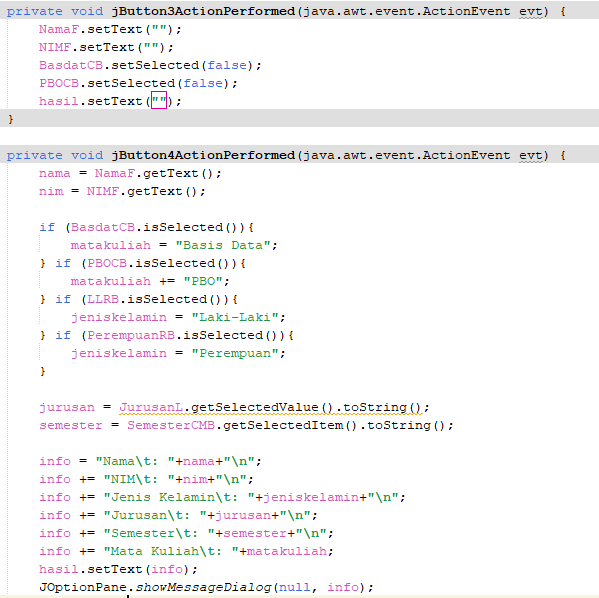 private void jButton3ActionPerformed(java.awt.event.ActionEvent evt) {
    NamaF.setText("");
    NIMF.setText("");
    BasdatCB.setSelected(false);
    PBOCB.setSelected(false);
    hasil.setText("");
}
private void jButton4ActionPerformed(java.awt.event.ActionEvent evt) {
    nama = NamaF.getText();
    nim = NIMF.getText();
    if (BasdatCB.isSelected()){
        matakuliah = "Basis Data";
    } if (PBOCB.isSelected()){
        matakuliah += "PBO";
    } if (LLRB.isSelected()){
        jeniskelamin = "Laki-Laki";
    } if (PerempuanRB.isSelected()){
        jeniskelamin = "Perempuan";
    }
    jurusan = JurusanL.getSelectedValue().toString();
    semester = SemesterCMB.getSelectedItem().toString();
    info = "Nama\t: "+nama+"\n";
    info += "NIM\t: "+nim+"\n";
    info += "Jenis Kelamin\t: "+jeniskelamin+"\n";
    info += "Jurusan\t: "+jurusan+"\n";
    info += "Semester\t: "+semester+"\n";
    info += "Mata Kuliah\t: "+matakuliah;
    hasil.setText(info);
    JOptionPane.showMessageDialog(null, info);